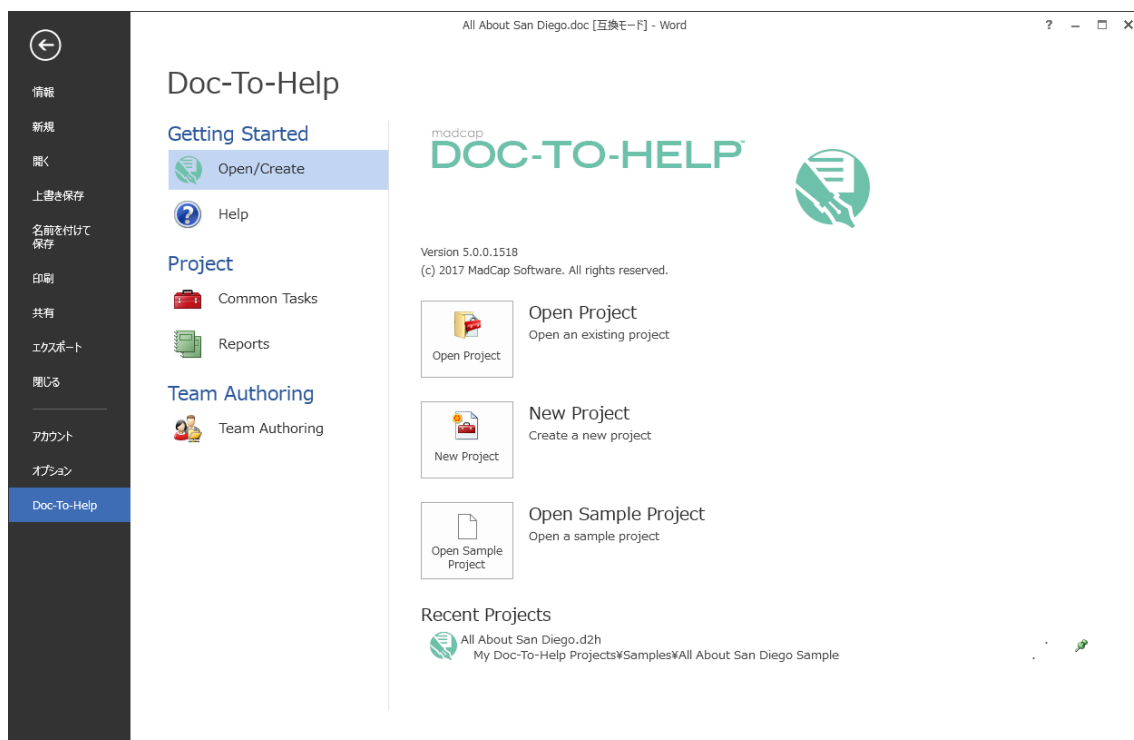 All About San Diego.doc [互換モード] - Word
?
情報
新規
開く
上書き保存
名前を付けて
保存
印刷
共有
エクスポート
閉じる
アカウント
オプション
Doc-To-Help
Doc-To-Help
Getting Started
Open/Create
Help
Project
Common Tasks
Reports
Team Authoring
Team Authoring
madcap
DOC-TO-HELP
Version 5.0.0.1518
(c) 2017 MadCap Software. All rights reserved.
Open Project
Open Project
Open an existing project
New Project
New Project
Create a new project
Open Sample
Project
Open Sample Project
Open a sample project
Recent Projects
All About San Diego.d2h
My Doc-To-Help Projects¥Samples¥All About San Diego Sample